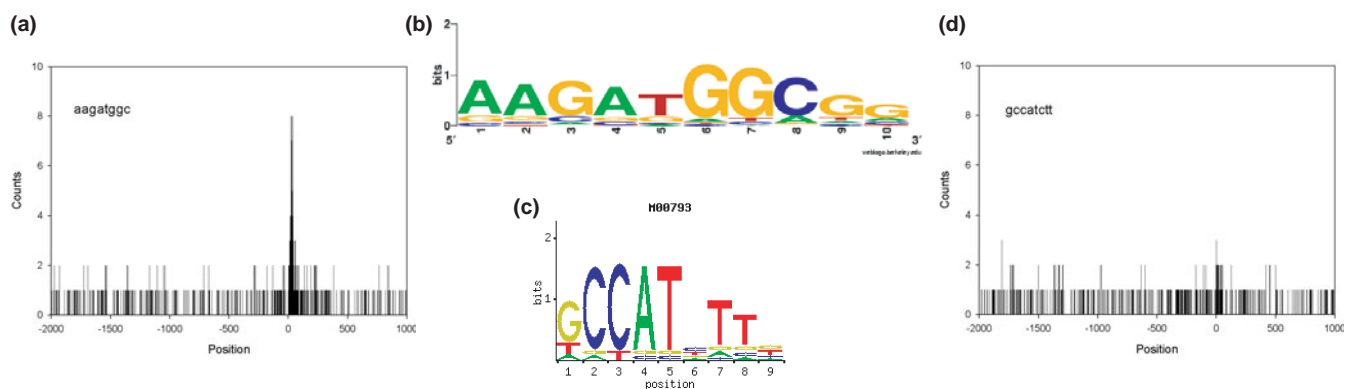 (a)
10
8
6
4
2
0
Counts
aagatggc
-2000 -1500 -1000 -500 0 500 1000
Position
(b)
2
1
0
bits
AAGATGGCGG
5′ 1 2 3 4 5 6 7 8 9 10 3′
weblogo.berkeley.edu
(c)
M00793
2
1
bits
GCCAT TT
1 2 3 4 5 6 7 8 9
position
(d)
10
8
6
4
2
0
Counts
gccatctt
-2000 -1500 -1000 -500 0 500 1000
Position